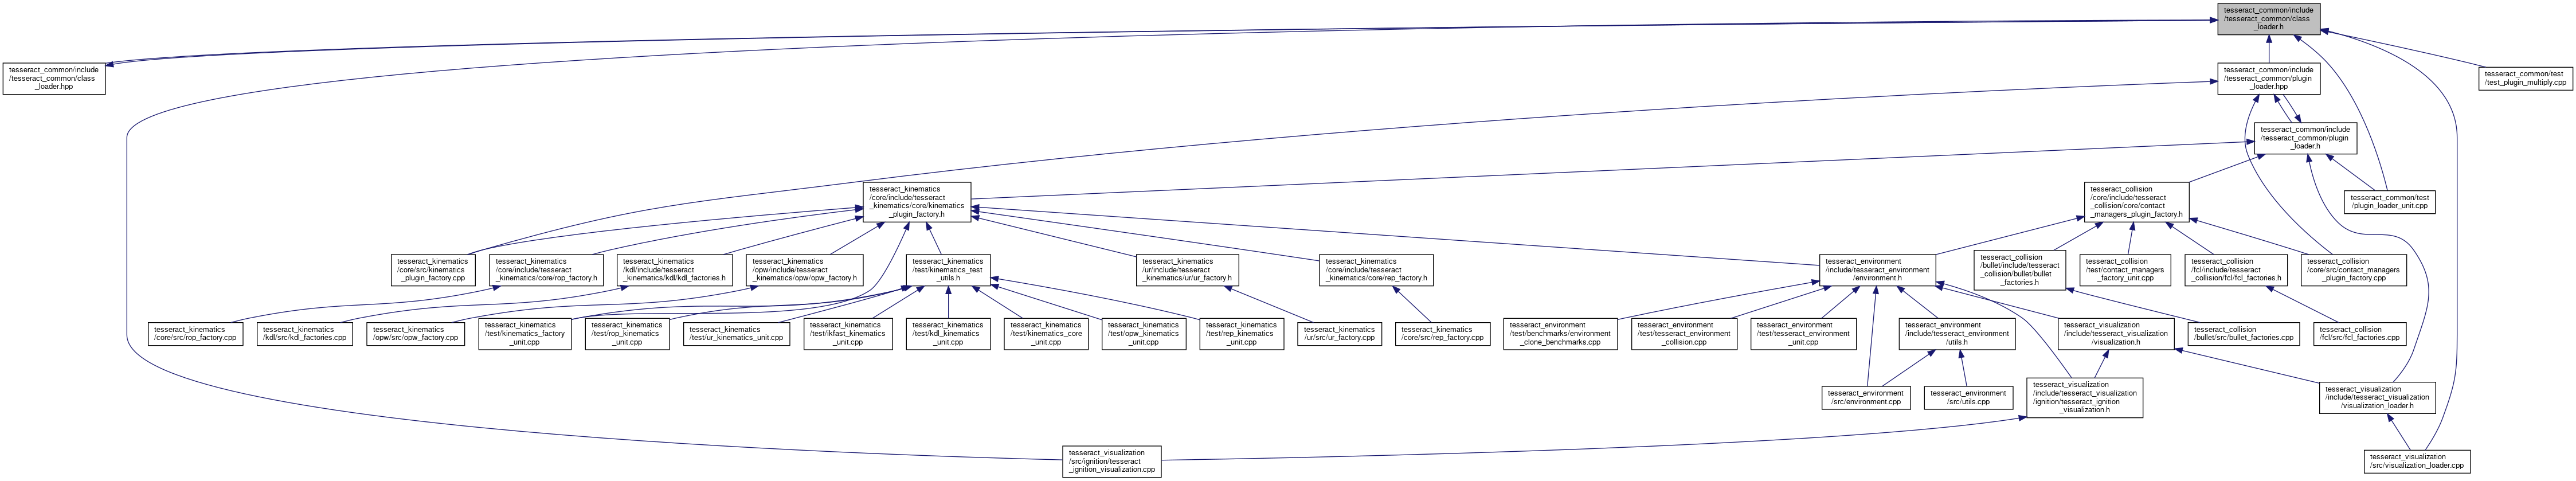 tesseract_common/include
/tesseract_common/class
_loader.h
tesseract_common/include
/tesseract_common/class
_loader.hpp
tesseract_common/include
/tesseract_common/plugin
_loader.hpp
tesseract_common/test
/test_plugin_multiply.cpp
tesseract_common/include
/tesseract_common/plugin
_loader.h
tesseract_kinematics
/core/include/tesseract
_kinematics/core/kinematics
_plugin_factory.h
tesseract_collision
/core/include/tesseract
_collision/core/contact
_managers_plugin_factory.h
tesseract_common/test
/plugin_loader_unit.cpp
tesseract_kinematics
/core/src/kinematics
_plugin_factory.cpp
tesseract_kinematics
/core/include/tesseract
_kinematics/core/rop_factory.h
tesseract_kinematics
/kdl/include/tesseract
_kinematics/kdl/kdl_factories.h
tesseract_kinematics
/opw/include/tesseract
_kinematics/opw/opw_factory.h
tesseract_kinematics
/test/kinematics_test
_utils.h
tesseract_kinematics
/ur/include/tesseract
_kinematics/ur/ur_factory.h
tesseract_kinematics
/core/include/tesseract
_kinematics/core/rep_factory.h
tesseract_environment
/include/tesseract_environment
/environment.h
tesseract_collision
/bullet/include/tesseract
_collision/bullet/bullet
_factories.h
tesseract_collision
/test/contact_managers
_factory_unit.cpp
tesseract_collision
/fcl/include/tesseract
_collision/fcl/fcl_factories.h
tesseract_collision
/core/src/contact_managers
_plugin_factory.cpp
tesseract_kinematics
/core/src/rop_factory.cpp
tesseract_kinematics
/kdl/src/kdl_factories.cpp
tesseract_kinematics
/opw/src/opw_factory.cpp
tesseract_kinematics
/test/kinematics_factory
_unit.cpp
tesseract_kinematics
/test/rop_kinematics
_unit.cpp
tesseract_kinematics
/test/ur_kinematics_unit.cpp
tesseract_kinematics
/test/ikfast_kinematics
_unit.cpp
tesseract_kinematics
/test/kdl_kinematics
_unit.cpp
tesseract_kinematics
/test/kinematics_core
_unit.cpp
tesseract_kinematics
/test/opw_kinematics
_unit.cpp
tesseract_kinematics
/test/rep_kinematics
_unit.cpp
tesseract_kinematics
/ur/src/ur_factory.cpp
tesseract_kinematics
/core/src/rep_factory.cpp
tesseract_environment
/test/benchmarks/environment
_clone_benchmarks.cpp
tesseract_environment
/test/tesseract_environment
_collision.cpp
tesseract_environment
/test/tesseract_environment
_unit.cpp
tesseract_environment
/include/tesseract_environment
/utils.h
tesseract_visualization
/include/tesseract_visualization
/visualization.h
tesseract_collision
/bullet/src/bullet_factories.cpp
tesseract_collision
/fcl/src/fcl_factories.cpp
tesseract_environment
/src/environment.cpp
tesseract_environment
/src/utils.cpp
tesseract_visualization
/include/tesseract_visualization
/ignition/tesseract_ignition
_visualization.h
tesseract_visualization
/include/tesseract_visualization
/visualization_loader.h
tesseract_visualization
/src/ignition/tesseract
_ignition_visualization.cpp
tesseract_visualization
/src/visualization_loader.cpp